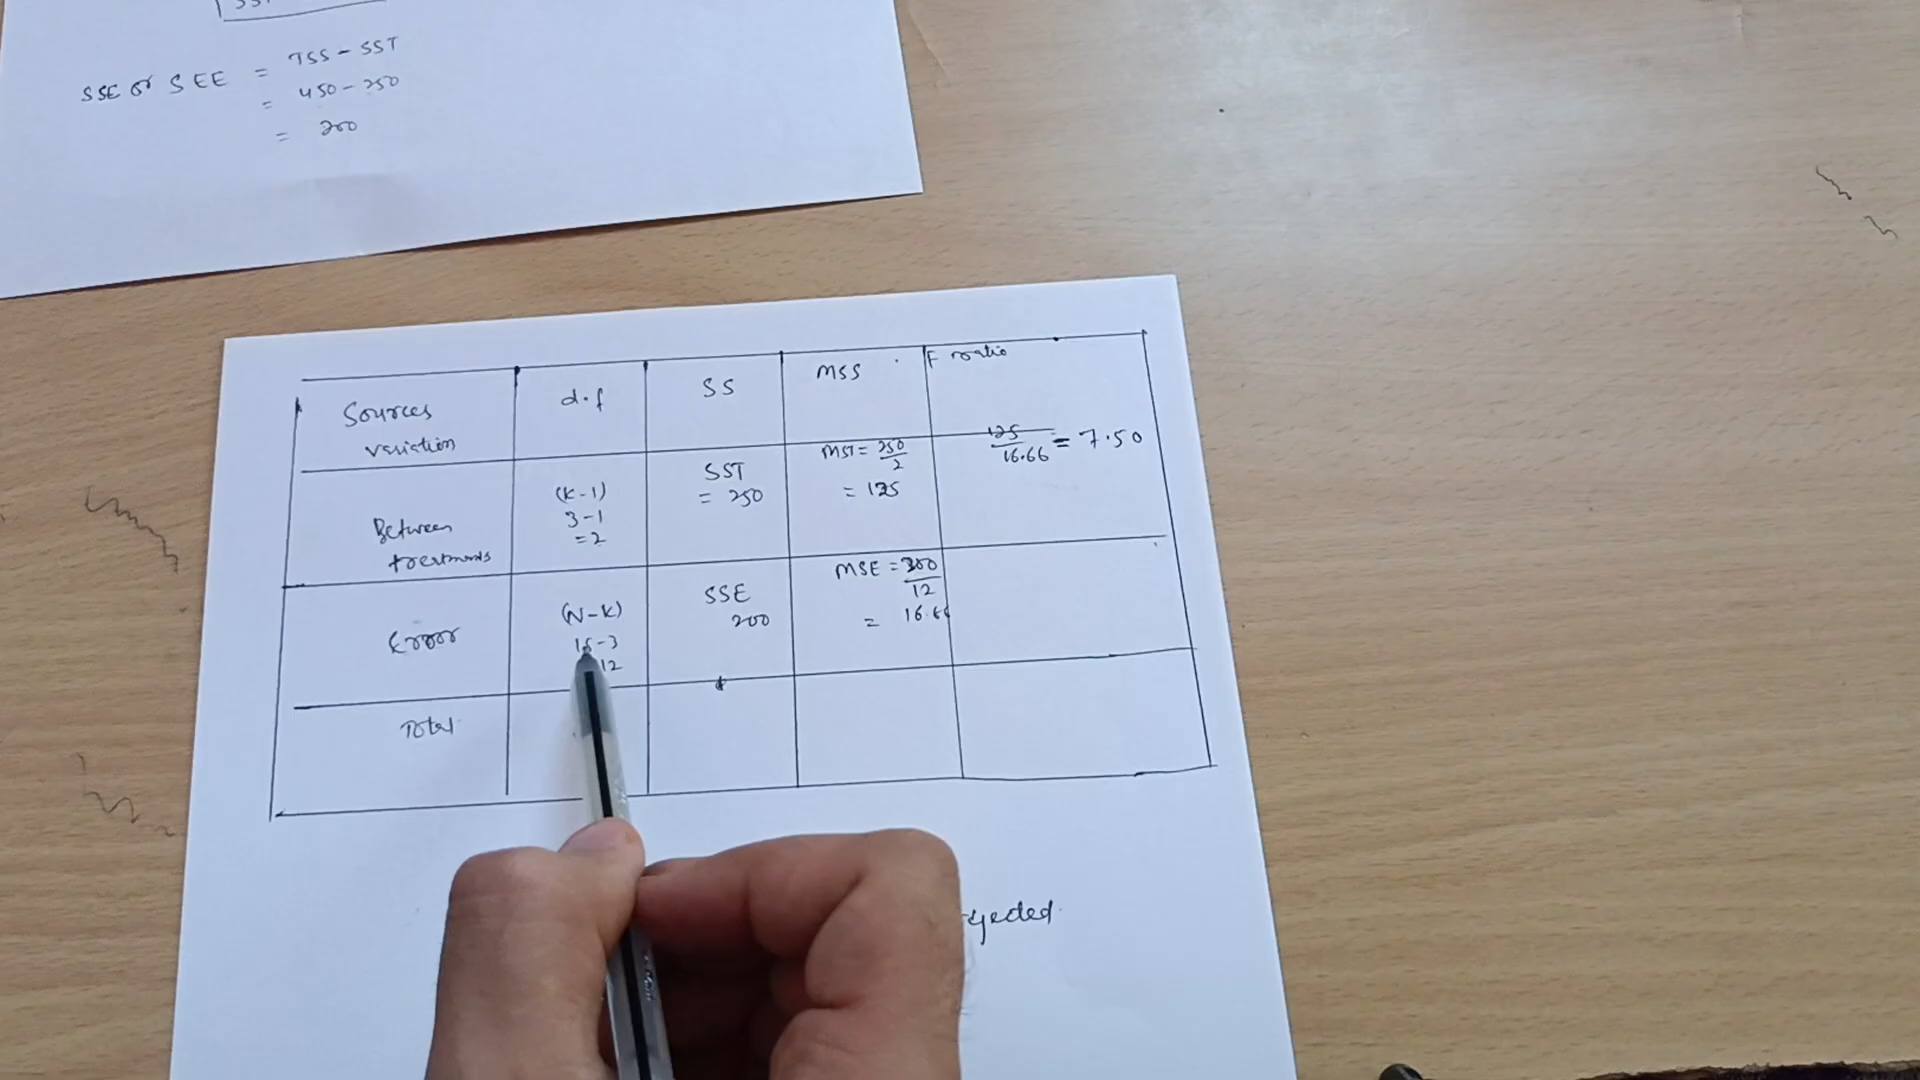 SSE or SEE = TSS - SST
= 450 - 250
= 200
Sources variation
d.f
SS
MSS
F ratio
Between treatments
(K-1)
3-1
=2
SST
= 250
MST = 250/2
= 125
125/16.66 = 7.50
Error
(N-K)
15-3
12
SSE
200
MSE = 200/12
= 16.66
Total